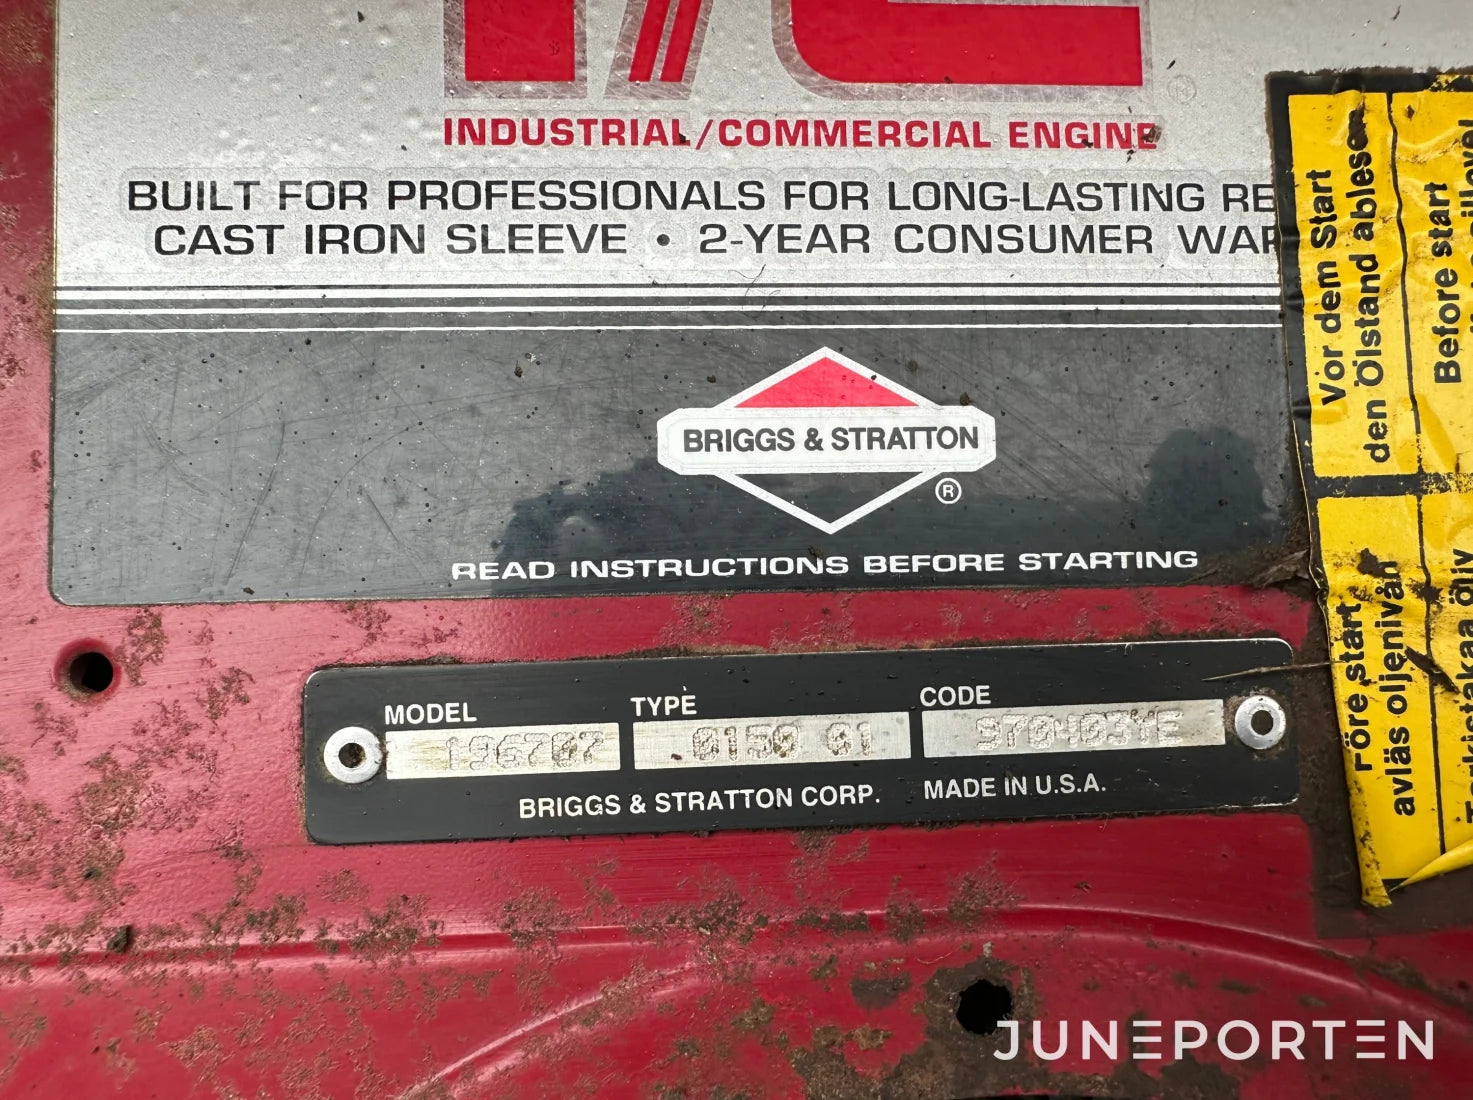 I/C
INDUSTRIAL/COMMERCIAL ENGINE
BUILT FOR PROFESSIONALS FOR LONG-LASTING RE
CAST IRON SLEEVE • 2-YEAR CONSUMER WAR
BRIGGS & STRATTON
®
READ INSTRUCTIONS BEFORE STARTING
MODEL TYPE CODE
196707 0150 01 970403YE
BRIGGS & STRATTON CORP. MADE IN U.S.A.
Vor dem Start
den Ölstand ablesen
Before start
Före start
avläs oljenivån
JUNEPORTEN